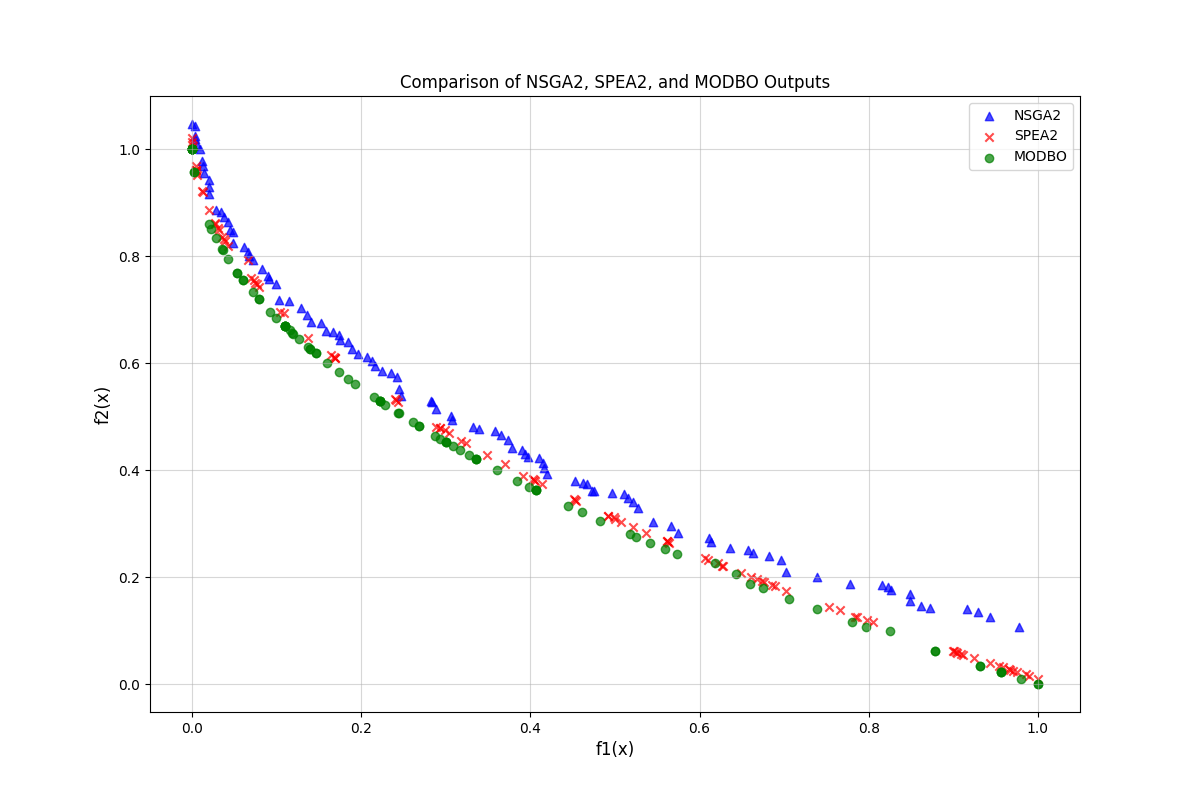 Comparison of NSGA2, SPEA2, and MODBO Outputs
NSGA2
SPEA2
MODBO
f2(x)
1.0
0.8
0.6
0.4
0.2
0.0
0.0 0.2 0.4 0.6 0.8 1.0
f1(x)